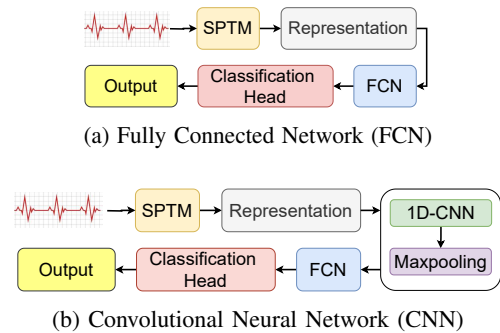 SPTM
Representation
Output
Classification
Head
FCN
(a) Fully Connected Network (FCN)
SPTM
Representation
1D-CNN
Maxpooling
Output
Classification
Head
FCN
(b) Convolutional Neural Network (CNN)